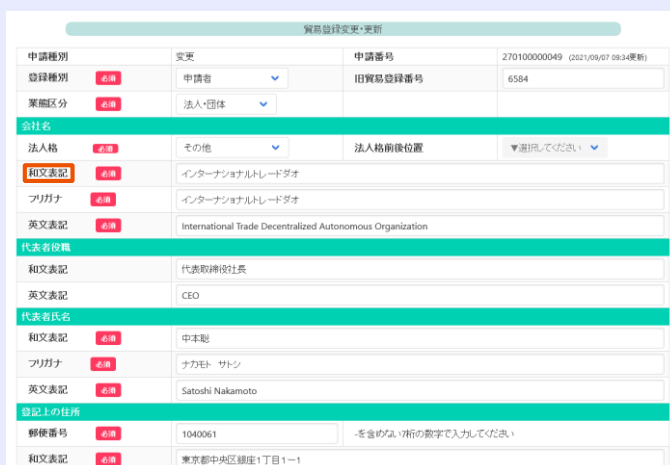 貿易登録変更・更新
申請種別 変更 申請番号 270100000049 (2021/09/07 09:34更新)
登録種別 必須 申請者 旧貿易登録番号 6584
業態区分 必須 法人・団体
会社名
法人格 必須 その他 法人格前後位置 ▼選択してください
和文表記 必須 インターナショナルトレードダオ
フリガナ 必須 インターナショナルトレードダオ
英文表記 必須 International Trade Decentralized Autonomous Organization
代表者役職
和文表記 代表取締役社長
英文表記 CEO
代表者氏名
和文表記 必須 中本聡
フリガナ 必須 ナカモト サトシ
英文表記 必須 Satoshi Nakamoto
登記上の住所
郵便番号 必須 1040061 -を含めない7桁の数字で入力してください
和文表記 必須 東京都中央区銀座1丁目1ー1